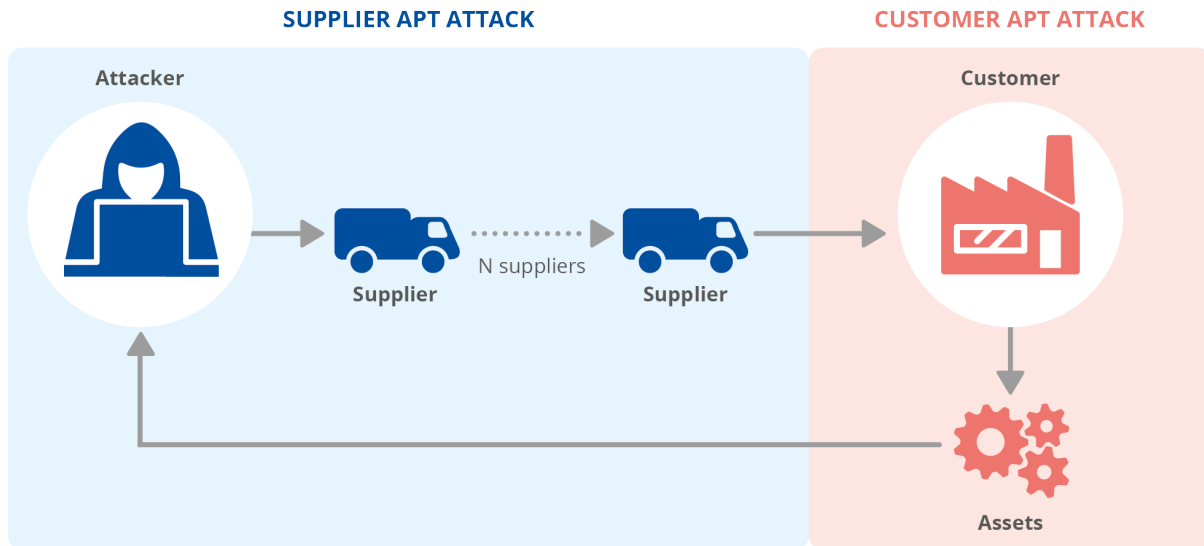 SUPPLIER APT ATTACK
CUSTOMER APT ATTACK
Attacker
Customer
N suppliers
Supplier
Supplier
Assets